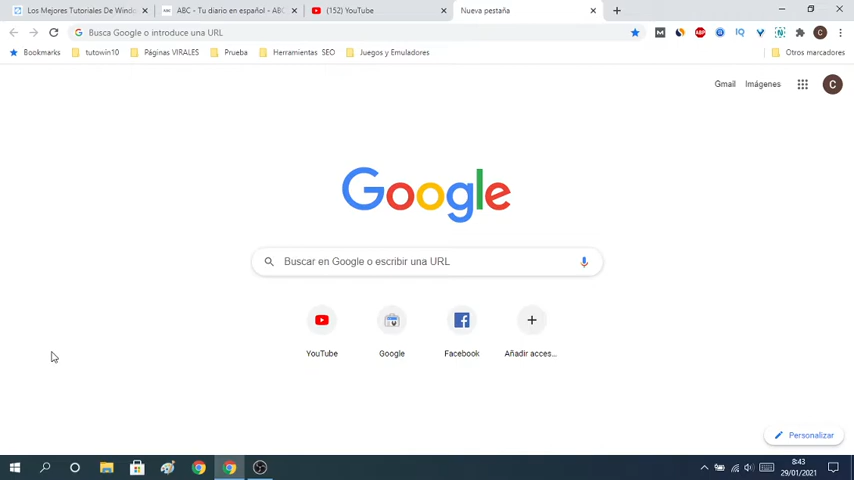 Los Mejores Tutoriales De Windo
ABC - Tu diario en español - ABC
(152) YouTube
Nueva pestaña
Busca Google o introduce una URL
M
ABP
IQ
N
C
Bookmarks
tutowin10
Páginas VIRALES
Prueba
Herramientas SEO
Juegos y Emuladores
Otros marcadores
Gmail
Imágenes
C
Google
Buscar en Google o escribir una URL
YouTube
Google
Facebook
Añadir acces...
Personalizar
8:43
29/01/2021